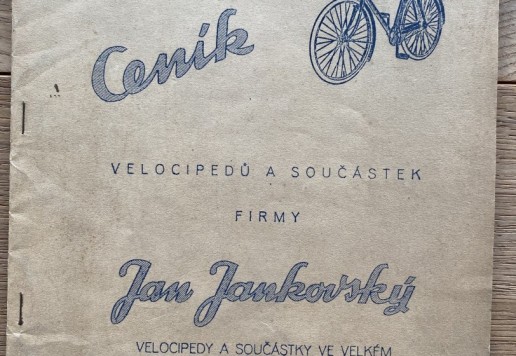 Ceník
VELOCIPEDŮ A SOUČÁSTEK
FIRMY
Jan Jankovský
VELOCIPEDY A SOUČÁSTKY VE VELKÉM